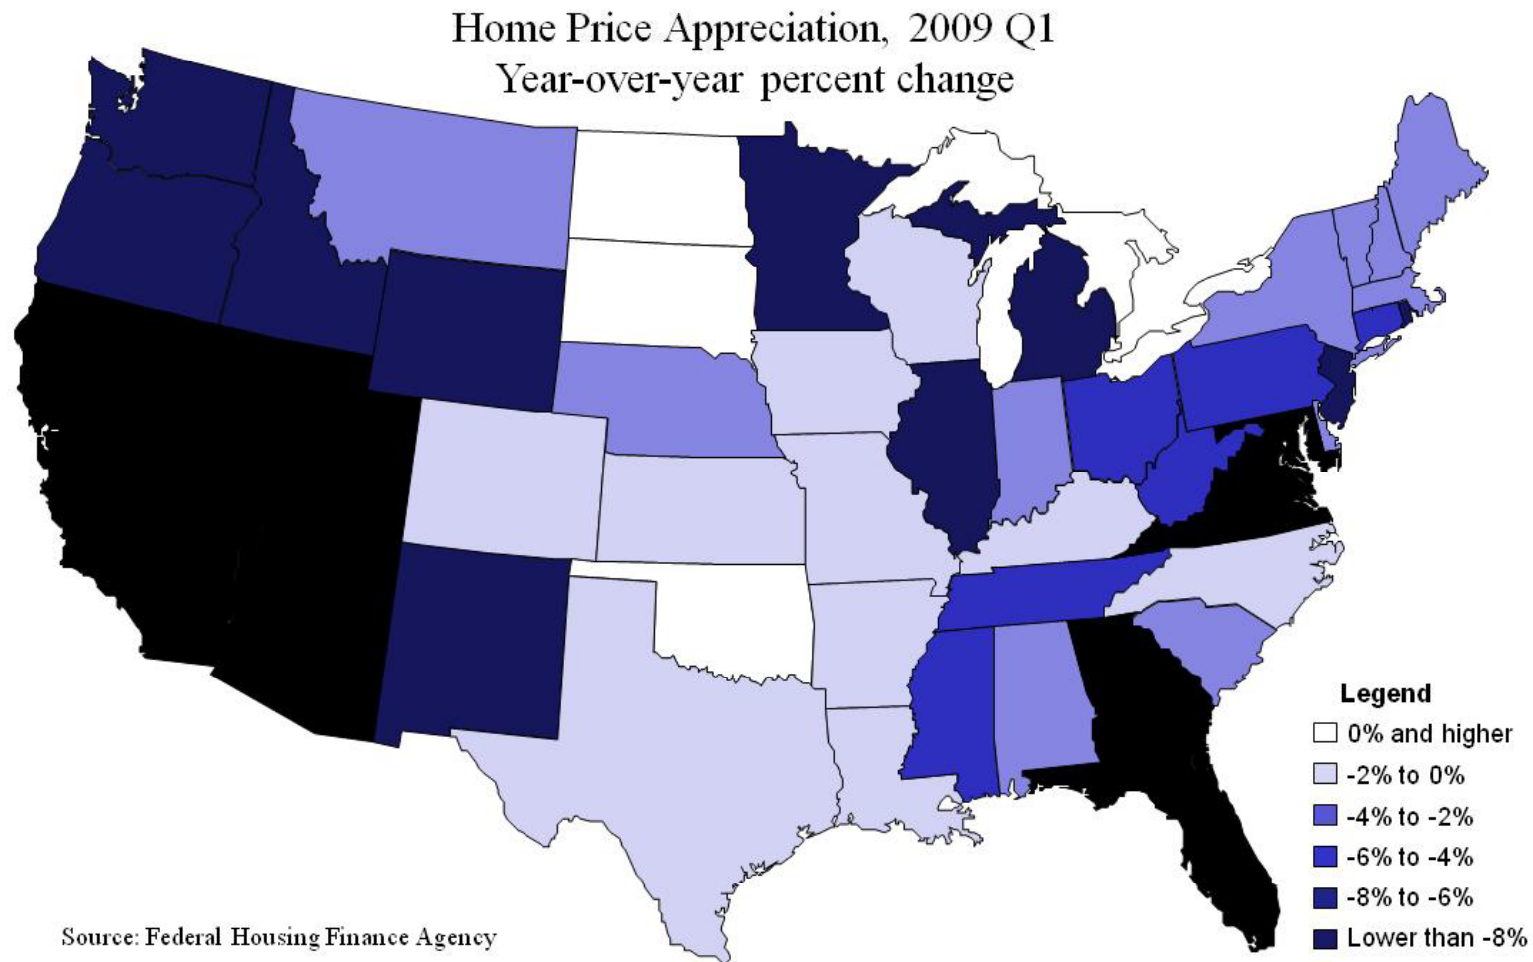 Home Price Appreciation, 2009 Q1
Year-over-year percent change
Legend
0% and higher
-2% to 0%
-4% to -2%
-6% to -4%
-8% to -6%
Lower than -8%
Source: Federal Housing Finance Agency